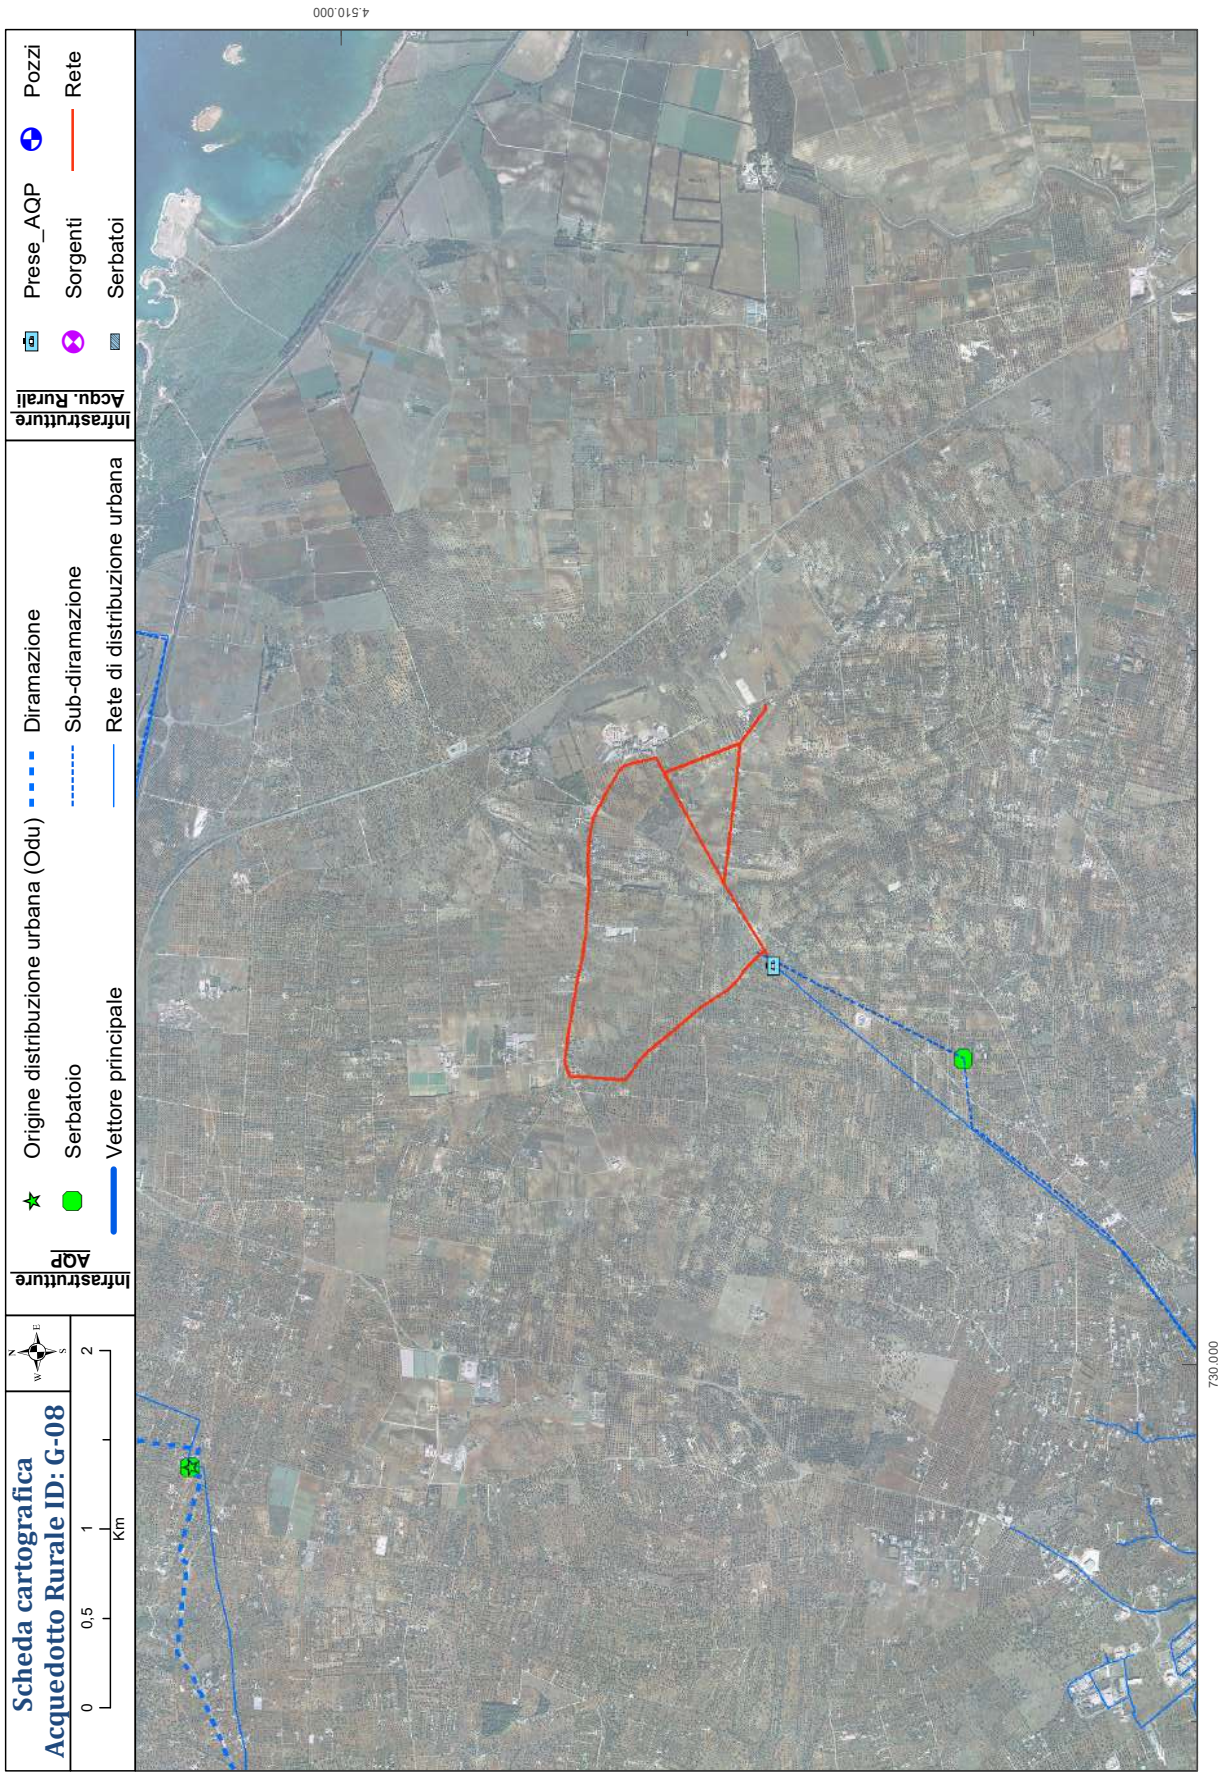 Scheda cartografica
Acquedotto Rurale ID: G-08
N
W
E
S
0
0,5
1
2
Km
Infrastrutture
AQP
Origine distribuzione urbana (Odu)
Serbatoio
Vettore principale
Diramazione
Sub-diramazione
Rete di distribuzione urbana
Infrastrutture
Acqu. Rurali
Prese_AQP
Sorgenti
Serbatoi
Pozzi
Rete
4.510.000
730.000